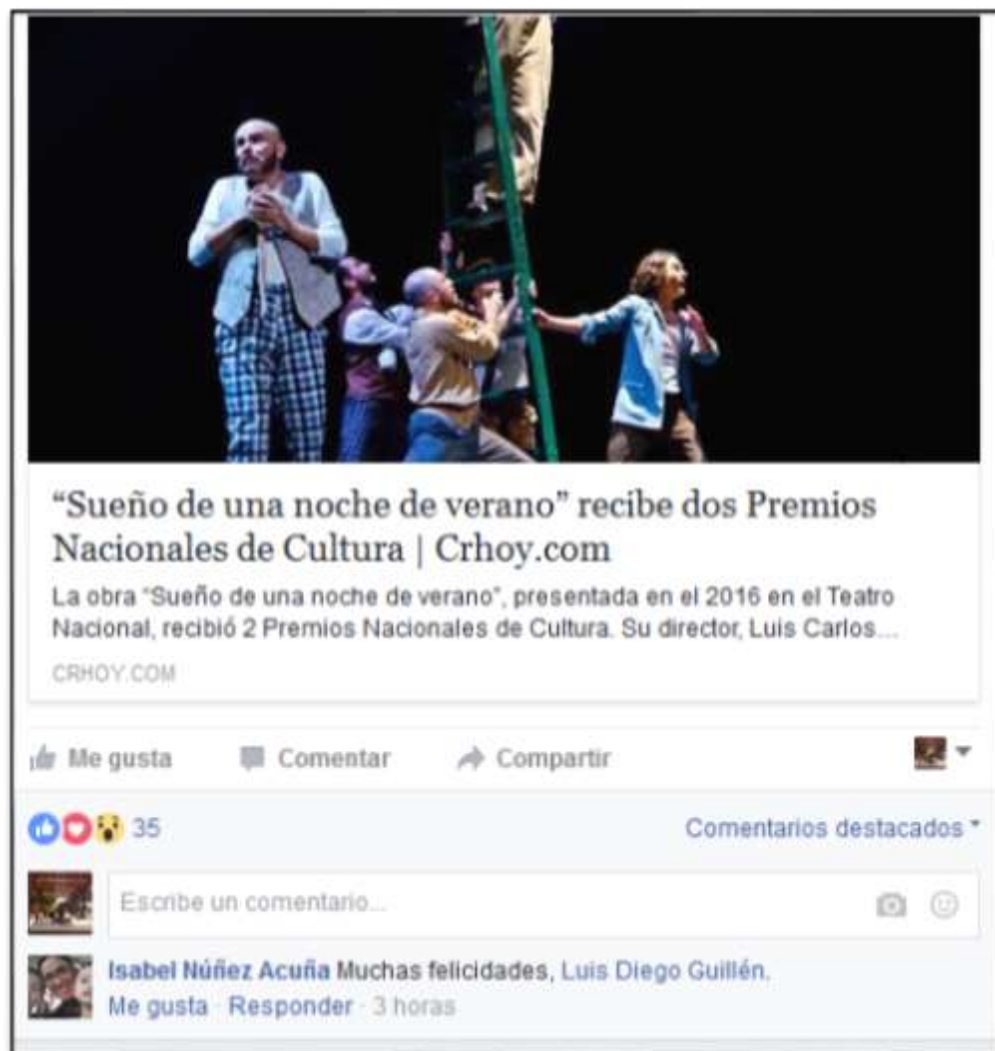 “Sueño de una noche de verano” recibe dos Premios
Nacionales de Cultura | Crhoy.com
La obra “Sueño de una noche de verano”, presentada en el 2016 en el Teatro
Nacional, recibió 2 Premios Nacionales de Cultura. Su director, Luis Carlos...
CRHOY.COM
Me gusta Comentar Compartir
35 Comentarios destacados
Escribe un comentario...
Isabel Núñez Acuña Muchas felicidades, Luis Diego Guillén.
Me gusta · Responder · 3 horas